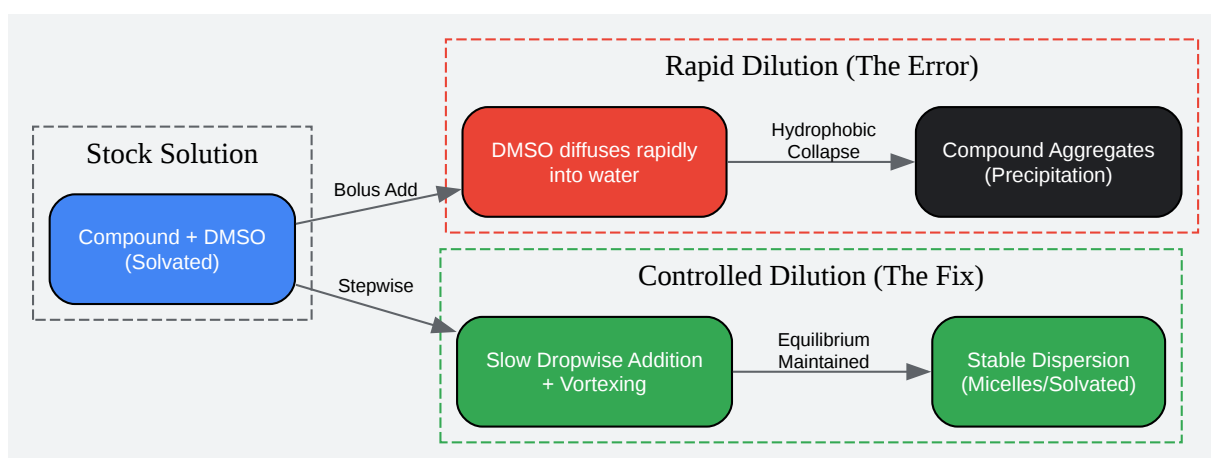 Stock Solution
Compound + DMSO
(Solvated)
Bolus Add
Stepwise
Rapid Dilution (The Error)
DMSO diffuses rapidly
into water
Hydrophobic
Collapse
Compound Aggregates
(Precipitation)
Controlled Dilution (The Fix)
Slow Dropwise Addition
+ Vortexing
Equilibrium
Maintained
Stable Dispersion
(Micelles/Solvated)